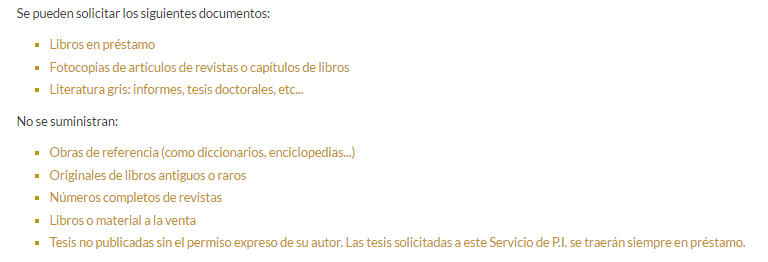 Se pueden solicitar los siguientes documentos:
Libros en préstamo
Fotocopias de artículos de revistas o capítulos de libros
Literatura gris: informes, tesis doctorales, etc...
No se suministran:
Obras de referencia (como diccionarios, enciclopedias...)
Originales de libros antiguos o raros
Números completos de revistas
Libros o material a la venta
Tesis no publicadas sin el permiso expreso de su autor. Las tesis solicitadas a este Servicio de P.I. se traerán siempre en préstamo.